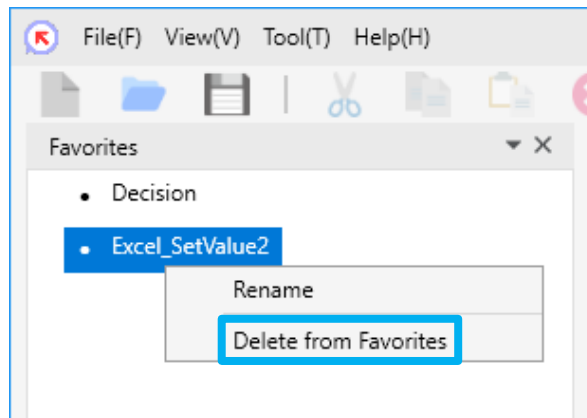 File(F) View(V) Tool(T) Help(H)
Favorites
Decision
Excel_SetValue2
Rename
Delete from Favorites